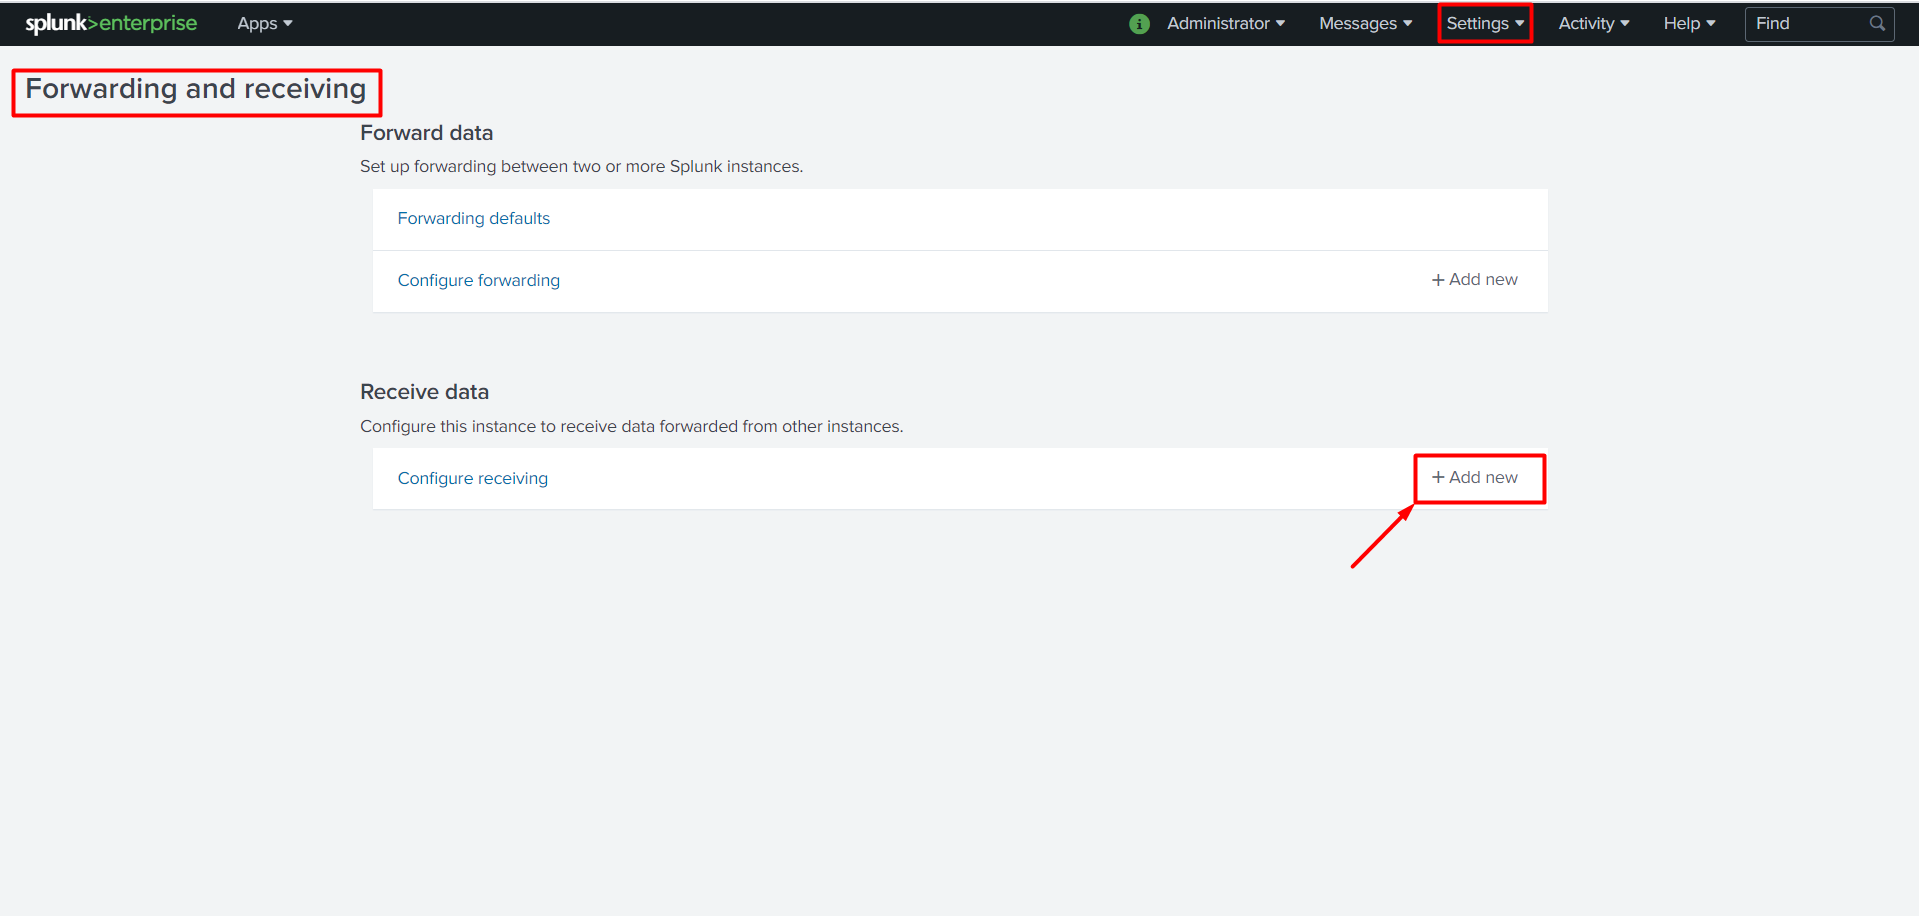 splunk>enterprise Apps Administrator Messages Settings Activity Help Find
Forwarding and receiving
Forward data
Set up forwarding between two or more Splunk instances.
Forwarding defaults
Configure forwarding + Add new
Receive data
Configure this instance to receive data forwarded from other instances.
Configure receiving + Add new